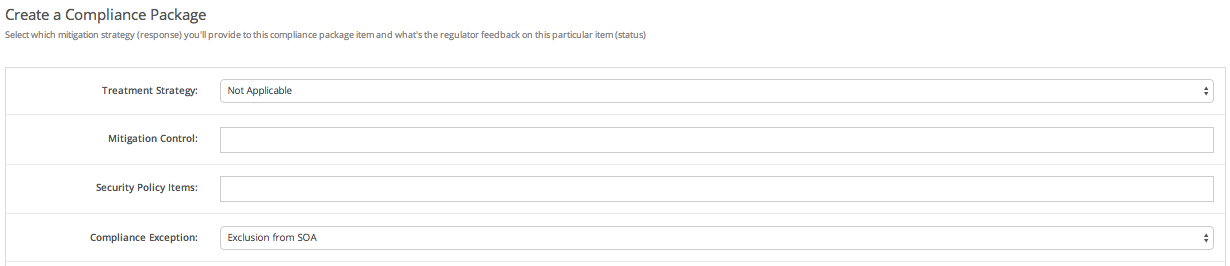 Create a Compliance Package
Select which mitigation strategy (response) you'll provide to this compliance package item and what's the regulator feedback on this particular item (status)
Treatment Strategy: Not Applicable
Mitigation Control:
Security Policy Items:
Compliance Exception: Exclusion from SOA